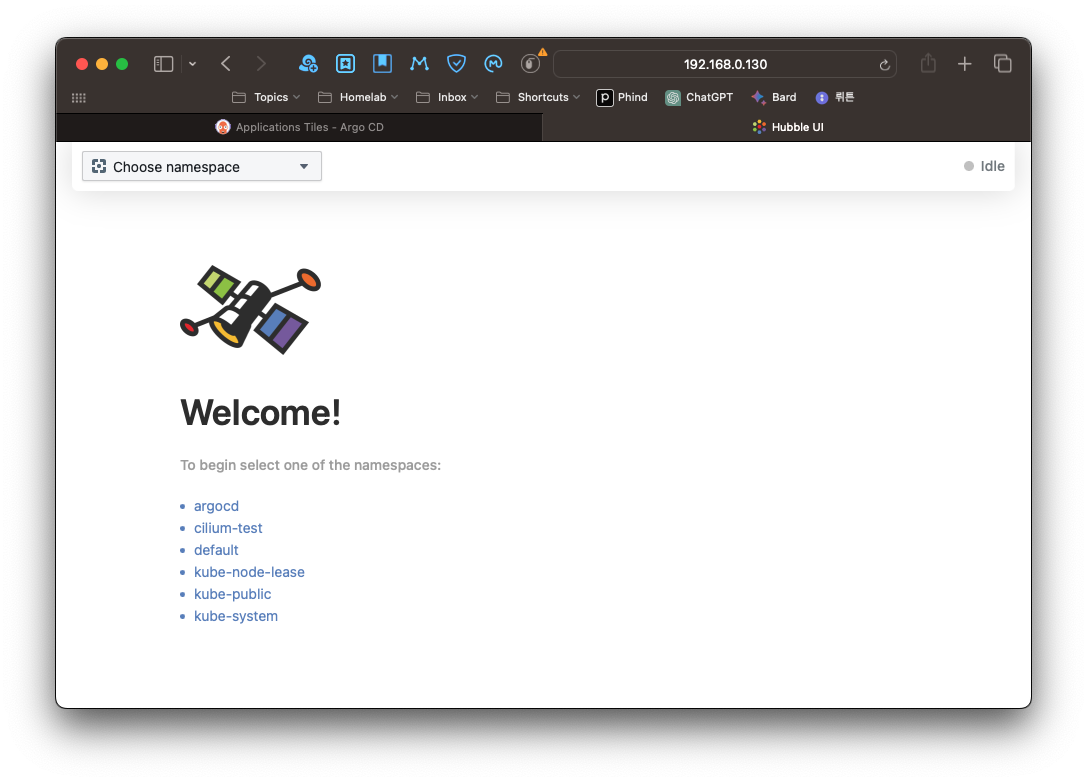 192.168.0.130
Topics Homelab Inbox Shortcuts Phind ChatGPT Bard 뤼튼
Applications Tiles - Argo CD Hubble UI
Choose namespace Idle
Welcome!
To begin select one of the namespaces:
argocd
cilium-test
default
kube-node-lease
kube-public
kube-system